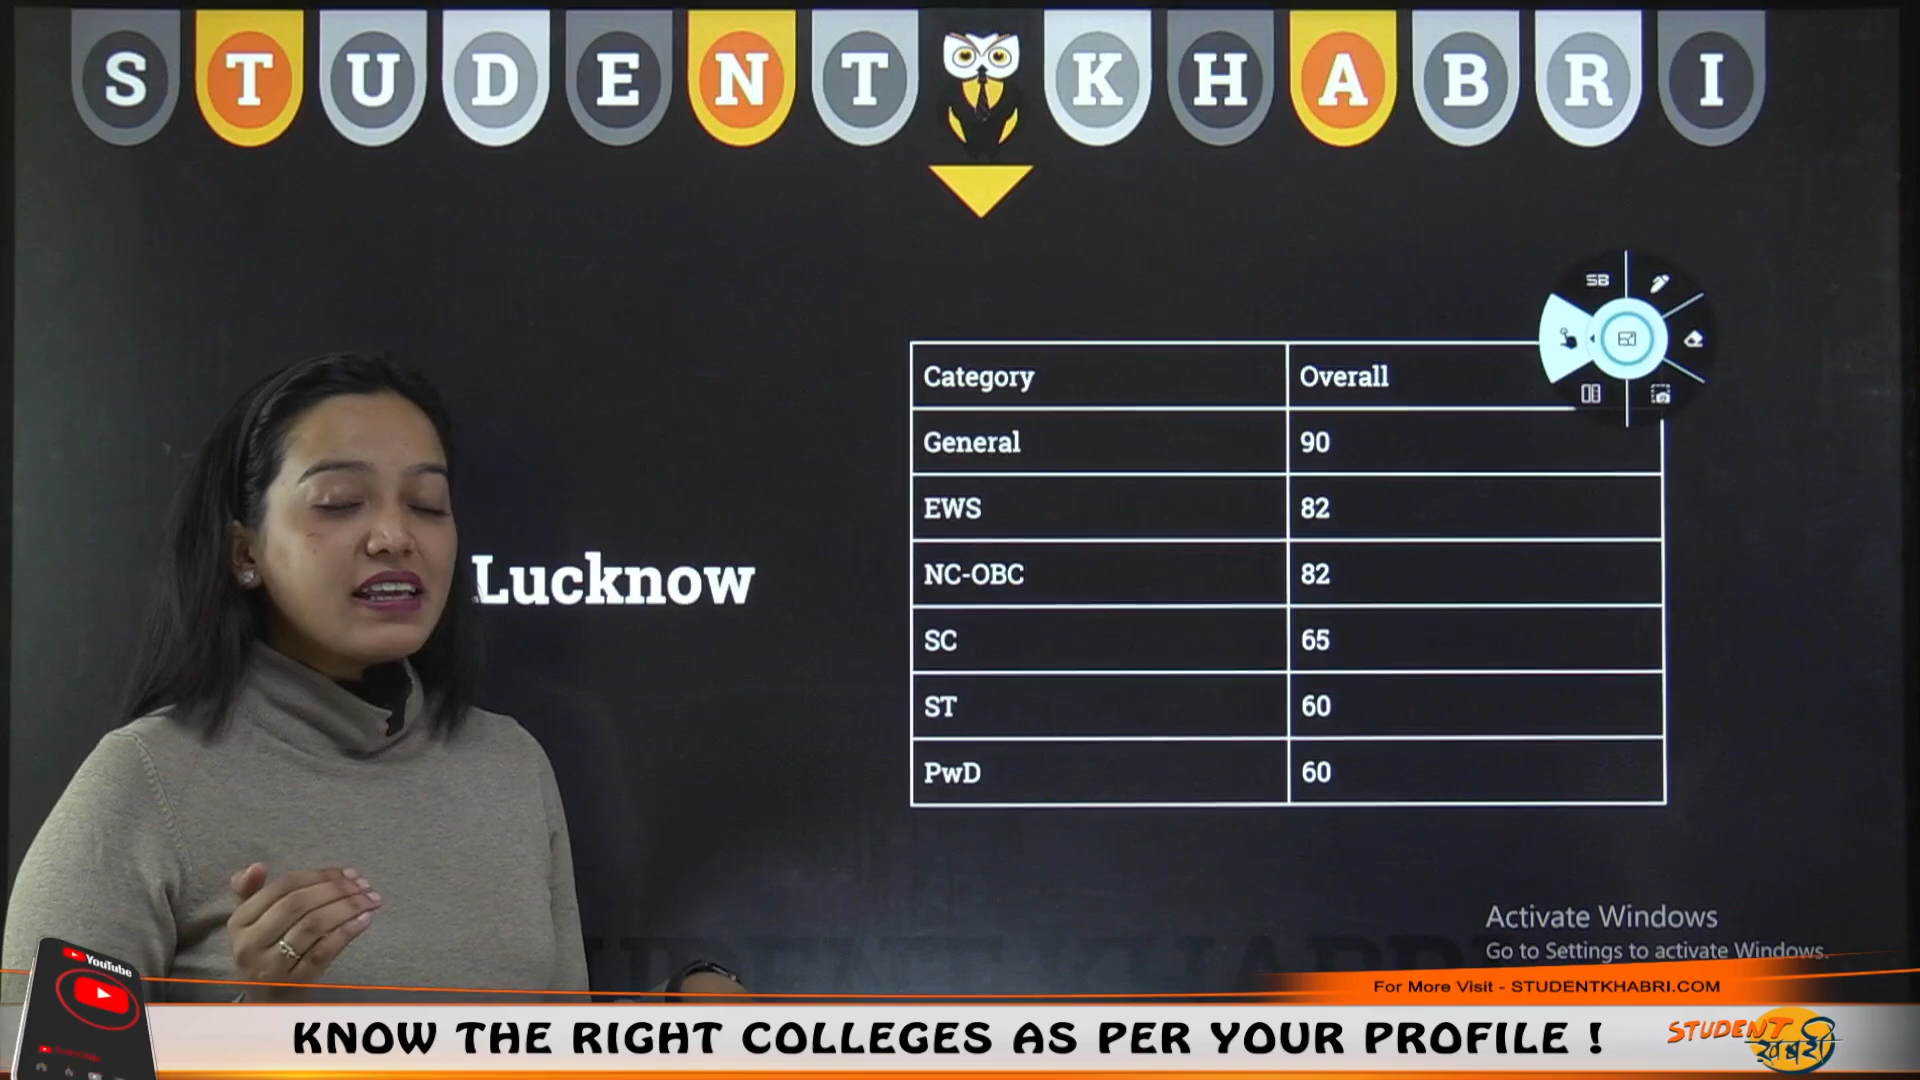 STUDENT KHABRI
SB
Category Overall
General 90
EWS 82
NC-OBC 82
SC 65
ST 60
PwD 60
Lucknow
Activate Windows
Go to Settings to activate Windows.
YouTube
For More Visit - STUDENTKHABRI.COM
KNOW THE RIGHT COLLEGES AS PER YOUR PROFILE !
STUDENT
खबरी